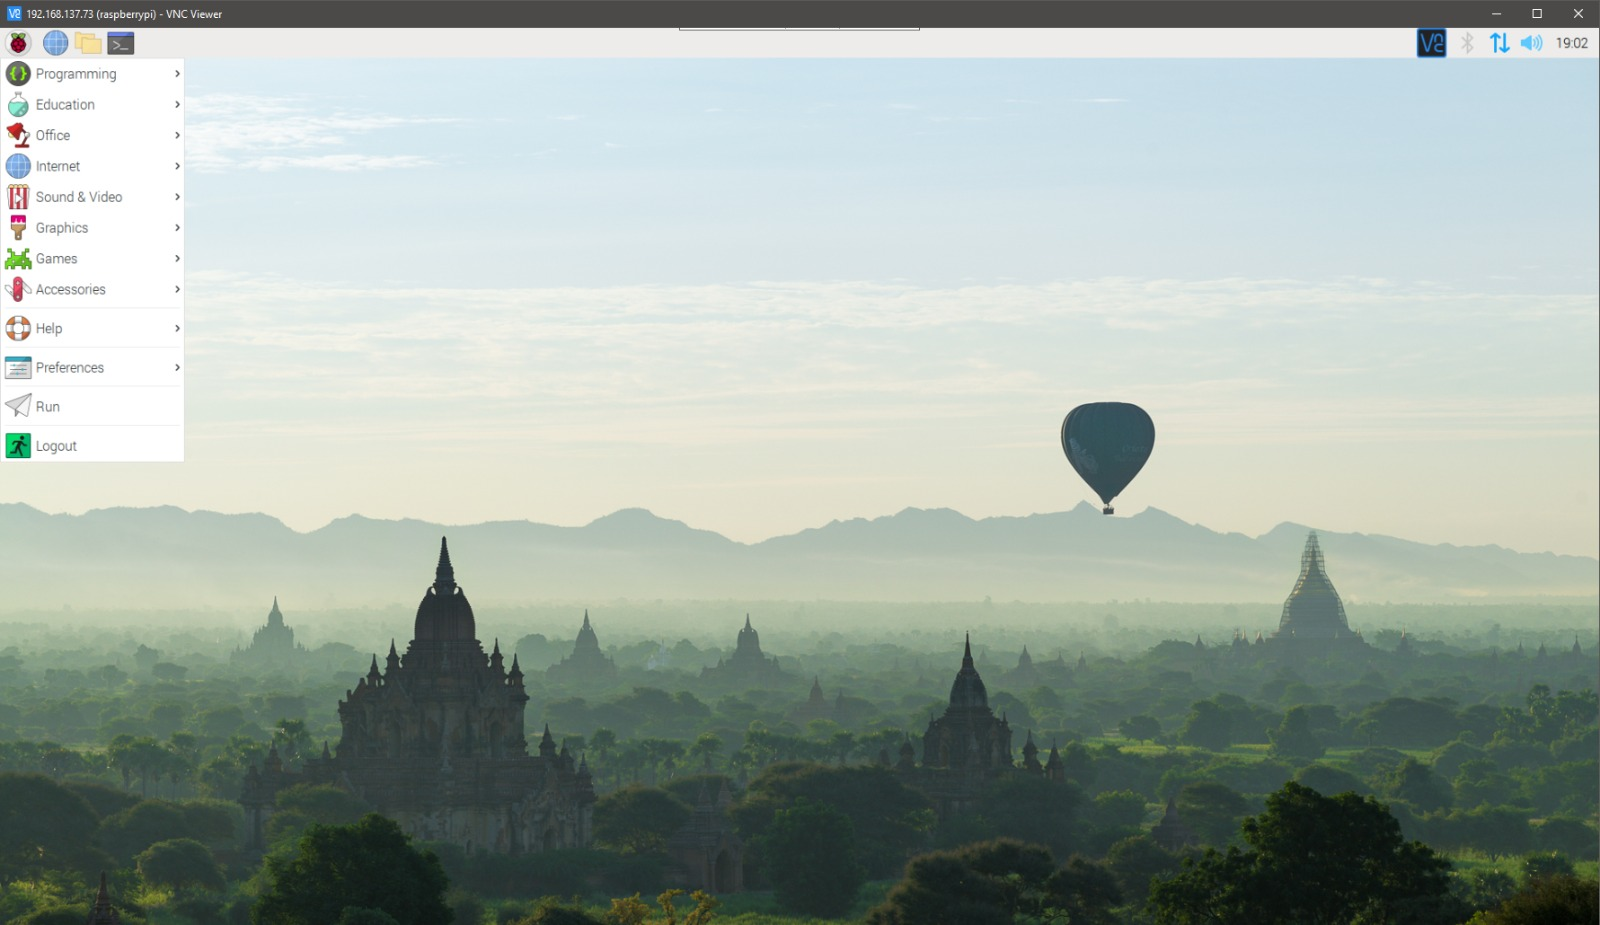 192.168.137.73 (raspberrypi) - VNC Viewer
19:02
Programming
Education
Office
Internet
Sound & Video
Graphics
Games
Accessories
Help
Preferences
Run
Logout